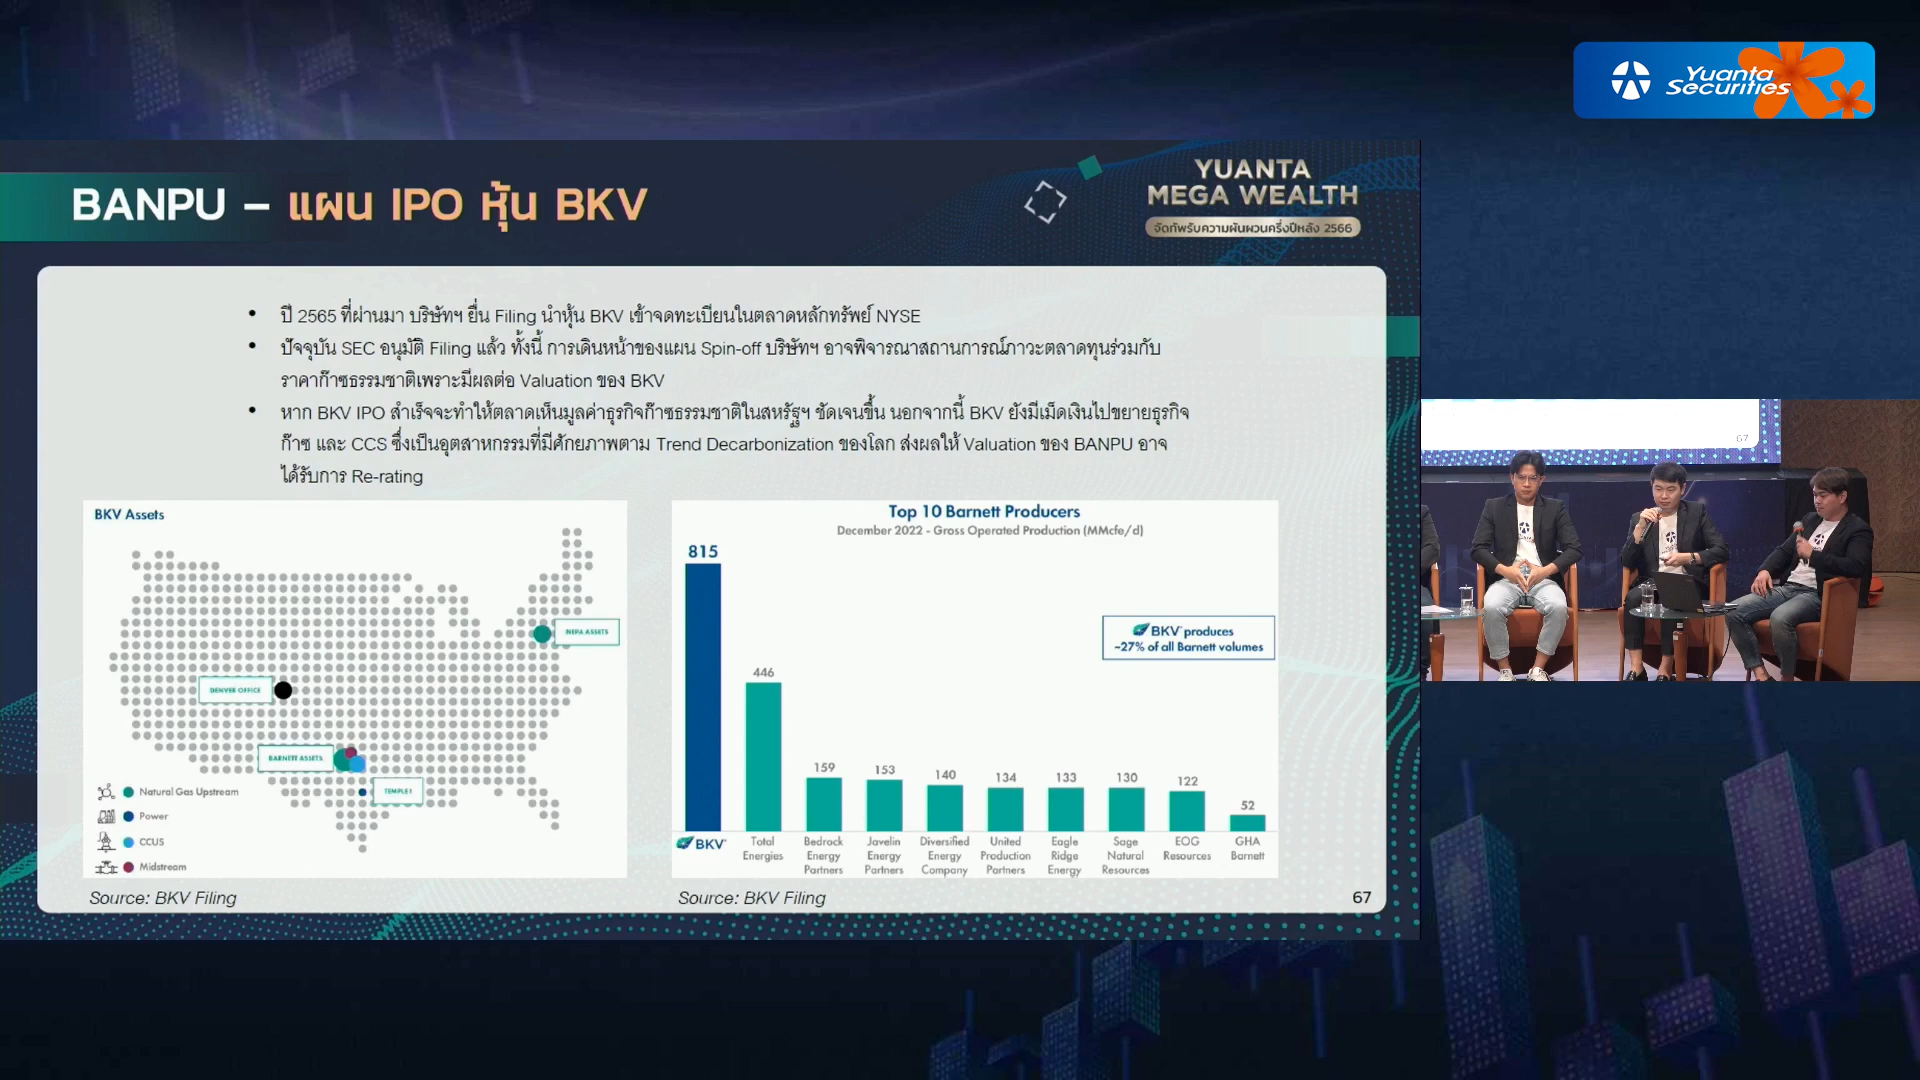 Yuanta
Securities
BANPU – แผน IPO หุ้น BKV
YUANTA
MEGA WEALTH
จัดทัพรับความผันผวนครึ่งปีหลัง 2566
• ปี 2565 ที่ผ่านมา บริษัทฯ ยื่น Filing นำหุ้น BKV เข้าจดทะเบียนในตลาดหลักทรัพย์ NYSE
• ปัจจุบัน SEC อนุมัติ Filing แล้ว ทั้งนี้ การเดินหน้าของแผน Spin-off บริษัทฯ อาจพิจารณาสถานการณ์ภาวะตลาดทุนร่วมกับ
ราคาก๊าซธรรมชาติเพราะมีผลต่อ Valuation ของ BKV
• หาก BKV IPO สำเร็จจะทำให้ตลาดเห็นมูลค่าธุรกิจก๊าซธรรมชาติในสหรัฐฯ ชัดเจนขึ้น นอกจากนี้ BKV ยังมีเม็ดเงินไปขยายธุรกิจ
ก๊าซ และ CCS ซึ่งเป็นอุตสาหกรรมที่มีศักยภาพตาม Trend Decarbonization ของโลก ส่งผลให้ Valuation ของ BANPU อาจ
ได้รับการ Re-rating
BKV Assets
NEPA ASSETS
DENVER OFFICE
BARNETT ASSETS
TEMPLE I
Natural Gas Upstream
Power
CCUS
Midstream
Source: BKV Filing
Top 10 Barnett Producers
December 2022 - Gross Operated Production (MMcfe/d)
815
446
159
153
140
134
133
130
122
52
BKV produces
~27% of all Barnett volumes
BKV
Total
Energies
Bedrock
Energy
Partners
Javelin
Energy
Partners
Diversified
Energy
Company
United
Production
Partners
Eagle
Ridge
Energy
Sage
Natural
Resources
EOG
Resources
GHA
Barnett
Source: BKV Filing
67
67